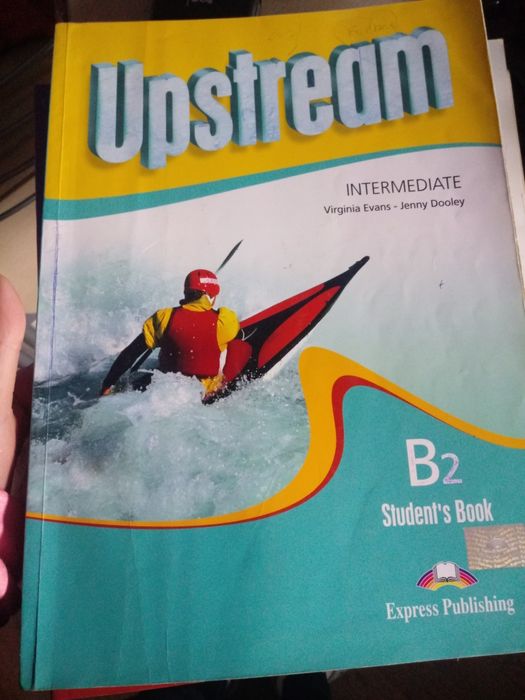 Upstream
INTERMEDIATE
Virginia Evans - Jenny Dooley
B2
Student's Book
Express Publishing